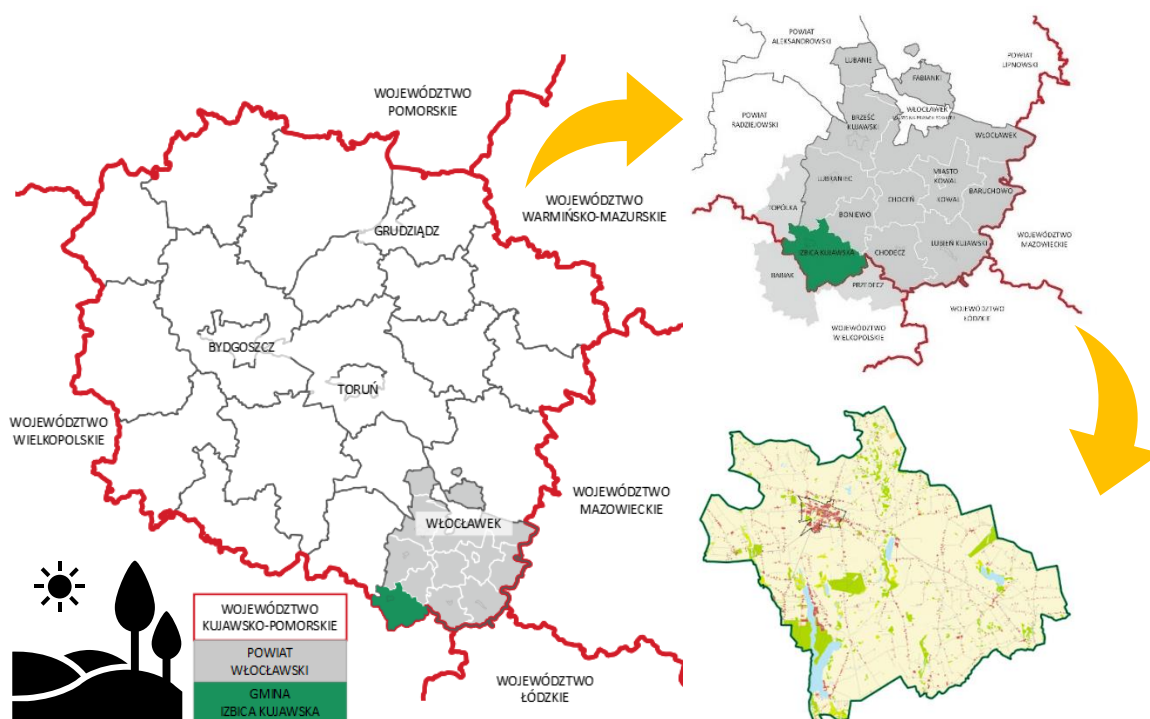 WOJEWÓDZTWO
POMORSKIE
WOJEWÓDZTWO
WARMIŃSKO-MAZURSKIE
GRUDZIĄDZ
BYDGOSZCZ
TORUŃ
WOJEWÓDZTWO
WIELKOPOLSKIE
WOJEWÓDZTWO
MAZOWIECKIE
WŁOCŁAWEK
WOJEWÓDZTWO
ŁÓDZKIE
WOJEWÓDZTWO
KUJAWSKO-POMORSKIE
POWIAT
WŁOCŁAWSKI
GMINA
IZBICA KUJAWSKA
POWIAT
ALEKSANDROWSKI
LUBANIE
FABIANKI
POWIAT
LIPNOWSKI
POWIAT
RADZIEJOWSKI
BRZEŚĆ
KUJAWSKI
WŁOCŁAWEK
WŁOCŁAWEK
LUBRANIEC
MIASTO
KOWAL
BARUCHOWO
TOPÓLKA
CHOCEŃ
KOWAL
BONIEWO
IZBICA KUJAWSKA
CHODECZ
LUBIEŃ KUJAWSKI
WOJEWÓDZTWO
MAZOWIECKIE
BABIAK
PRZEDECZ
WOJEWÓDZTWO
ŁÓDZKIE
WOJEWÓDZTWO
WIELKOPOLSKIE